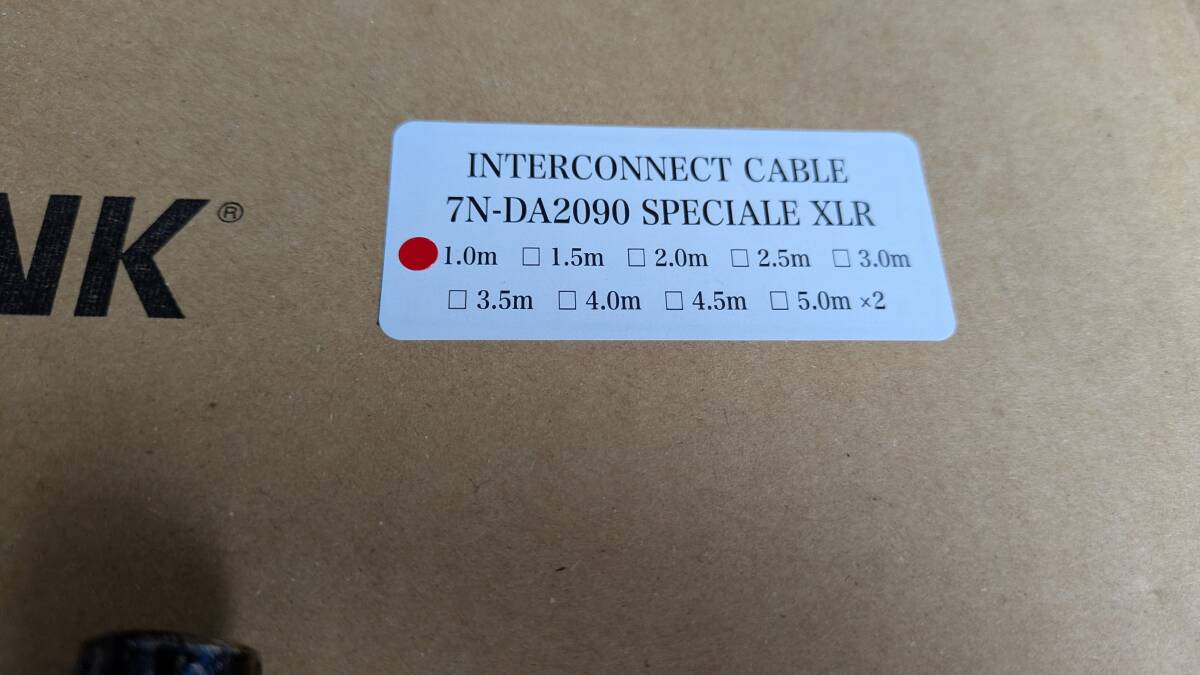 NK®
INTERCONNECT CABLE
7N-DA2090 SPECIALE XLR
1.0m □ 1.5m □ 2.0m □ 2.5m □ 3.0m
□ 3.5m □ 4.0m □ 4.5m □ 5.0m ×2